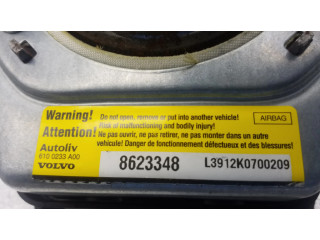 Warning!
Do not open, remove or put into another vehicle!
Risk of malfunctioning and bodily injury!
AIRBAG
Attention!
Ne pas ouvrir, ne pas retirer, ne pas monter dans un autre
véhicule! Danger de fonctionnement défectueux et des blessures!
Autoliv
610 0233 A00
VOLVO
8623348
L3912K0700209